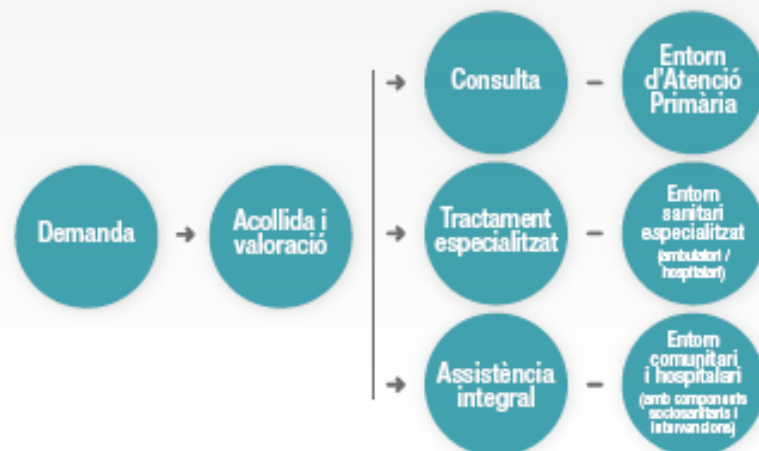 Demanda
Acollida i
valoració
Consulta
Entorn
d'Atenció
Primària
Tractament
especialitzat
Entorn
sanitari
especialitzat
(ambulatori /
hospitalari)
Assistència
integral
Entorn
comunitari
i hospitalari
(amb components
sociosanitaris i
intervencions)